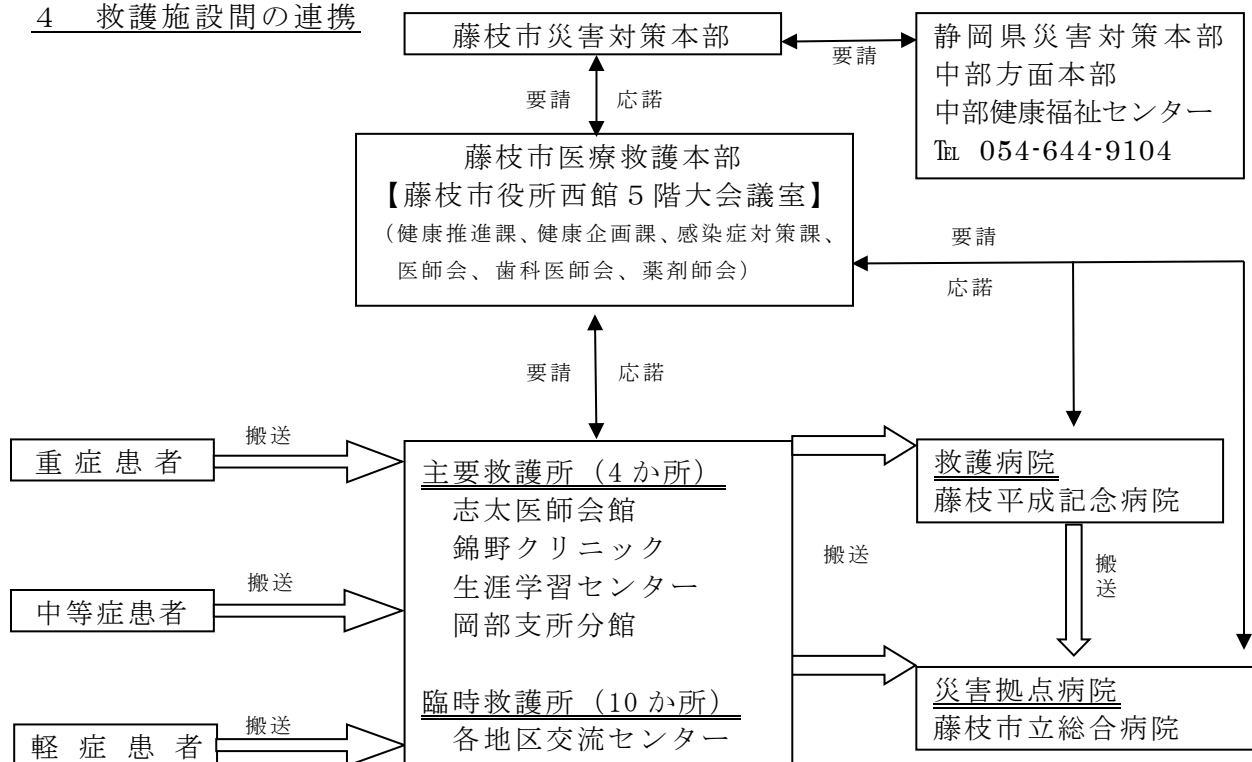 4 救護施設間の連携
藤枝市災害対策本部
要請
静岡県災害対策本部
中部方面本部
中部健康福祉センター
℡ 054-644-9104
要請 応諾
藤枝市医療救護本部
【藤枝市役所西館5階大会議室】
（健康推進課、健康企画課、感染症対策課、
医師会、歯科医師会、薬剤師会）
要請
応諾
要請 応諾
重症患者
搬送
中等症患者
搬送
軽症患者
搬送
主要救護所（4か所）
志太医師会館
錦野クリニック
生涯学習センター
岡部支所分館
臨時救護所（10か所）
各地区交流センター
搬送
救護病院
藤枝平成記念病院
搬送
災害拠点病院
藤枝市立総合病院